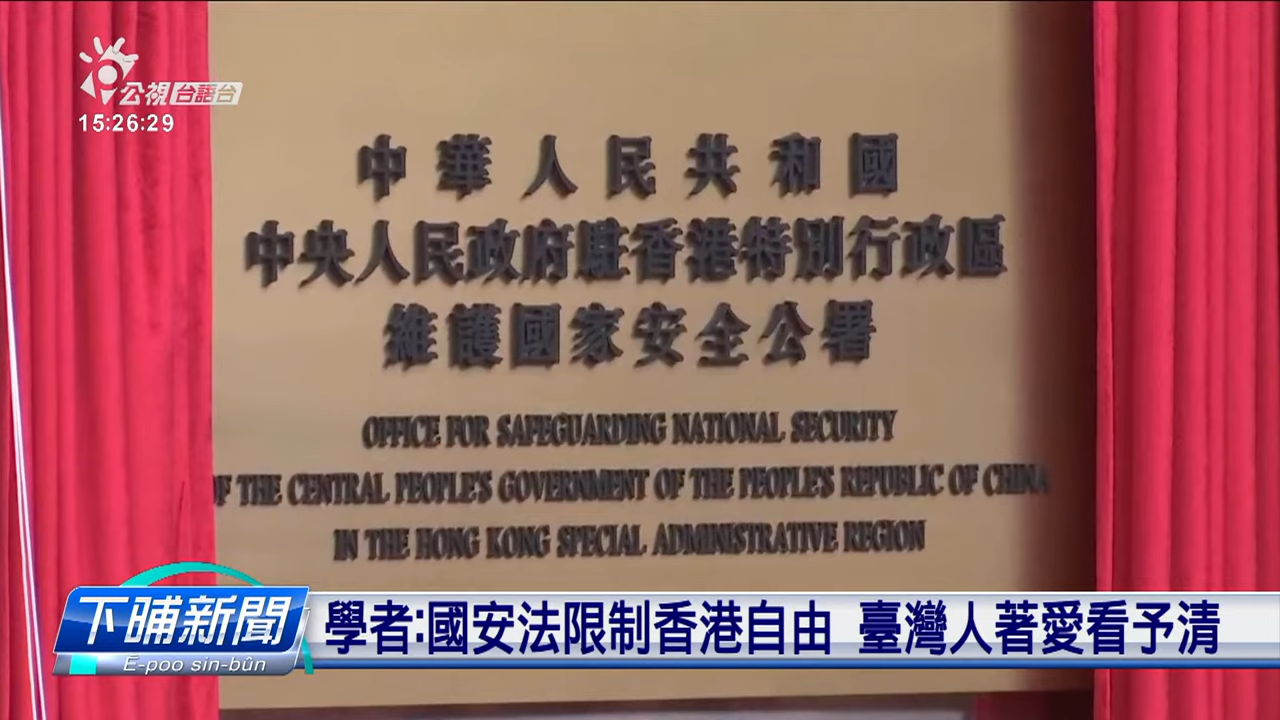 公視台語台
15:26:29
中華人民共和國
中央人民政府駐香港特別行政區
維護國家安全公署
OFFICE FOR SAFEGUARDING NATIONAL SECURITY
OF THE CENTRAL PEOPLE'S GOVERNMENT OF THE PEOPLE'S REPUBLIC OF CHINA
IN THE HONG KONG SPECIAL ADMINISTRATIVE REGION
下晡新聞
Ē-poo sin-bûn
學者:國安法限制香港自由 臺灣人著愛看予清